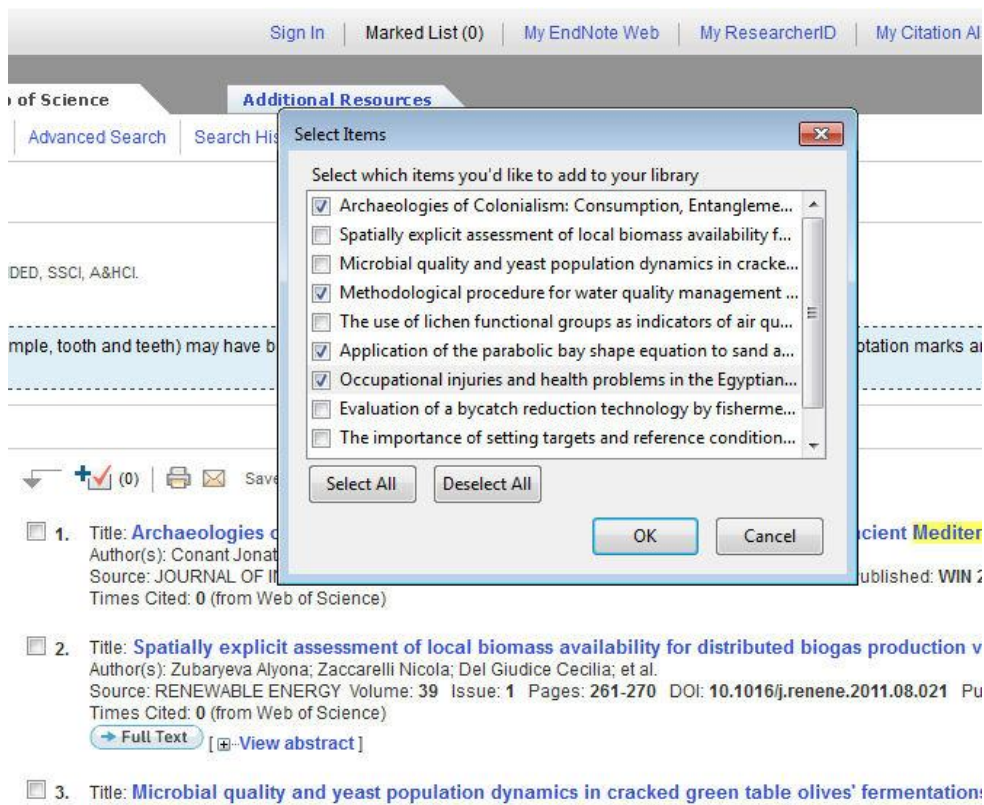 Sign In | Marked List (0) | My EndNote Web | My ResearcherID | My Citation Al
of Science Additional Resources
Advanced Search | Search His
Select Items
Select which items you'd like to add to your library
Archaeologies of Colonialism: Consumption, Entangleme...
Spatially explicit assessment of local biomass availability f...
Microbial quality and yeast population dynamics in cracke...
Methodological procedure for water quality management ...
The use of lichen functional groups as indicators of air qu...
Application of the parabolic bay shape equation to sand a...
Occupational injuries and health problems in the Egyptian...
Evaluation of a bycatch reduction technology by fisherme...
The importance of setting targets and reference condition...
Select All Deselect All
OK Cancel
DED, SSCI, A&HCI.
mple, tooth and teeth) may have b otation marks ar
(0) | Save
1. Title: Archaeologies o cient Mediter
Author(s): Conant Jonat
Source: JOURNAL OF IN ublished: WIN 2
Times Cited: 0 (from Web of Science)
2. Title: Spatially explicit assessment of local biomass availability for distributed biogas production v
Author(s): Zubaryeva Alyona; Zaccarelli Nicola; Del Giudice Cecilia; et al.
Source: RENEWABLE ENERGY Volume: 39 Issue: 1 Pages: 261-270 DOI: 10.1016/j.renene.2011.08.021 Pu
Times Cited: 0 (from Web of Science)
Full Text [ View abstract ]
3. Title: Microbial quality and yeast population dynamics in cracked green table olives' fermentations